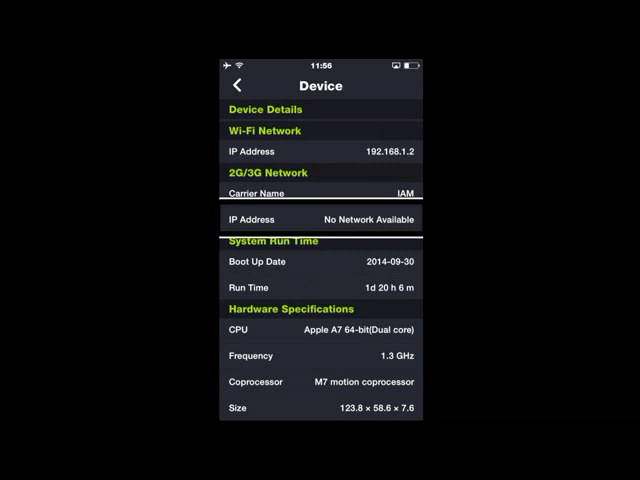 11:56
Device
Device Details
Wi-Fi Network
IP Address 192.168.1.2
2G/3G Network
Carrier Name IAM
IP Address No Network Available
System Run Time
Boot Up Date 2014-09-30
Run Time 1d 20 h 6 m
Hardware Specifications
CPU Apple A7 64-bit(Dual core)
Frequency 1.3 GHz
Coprocessor M7 motion coprocessor
Size 123.8 × 58.6 × 7.6